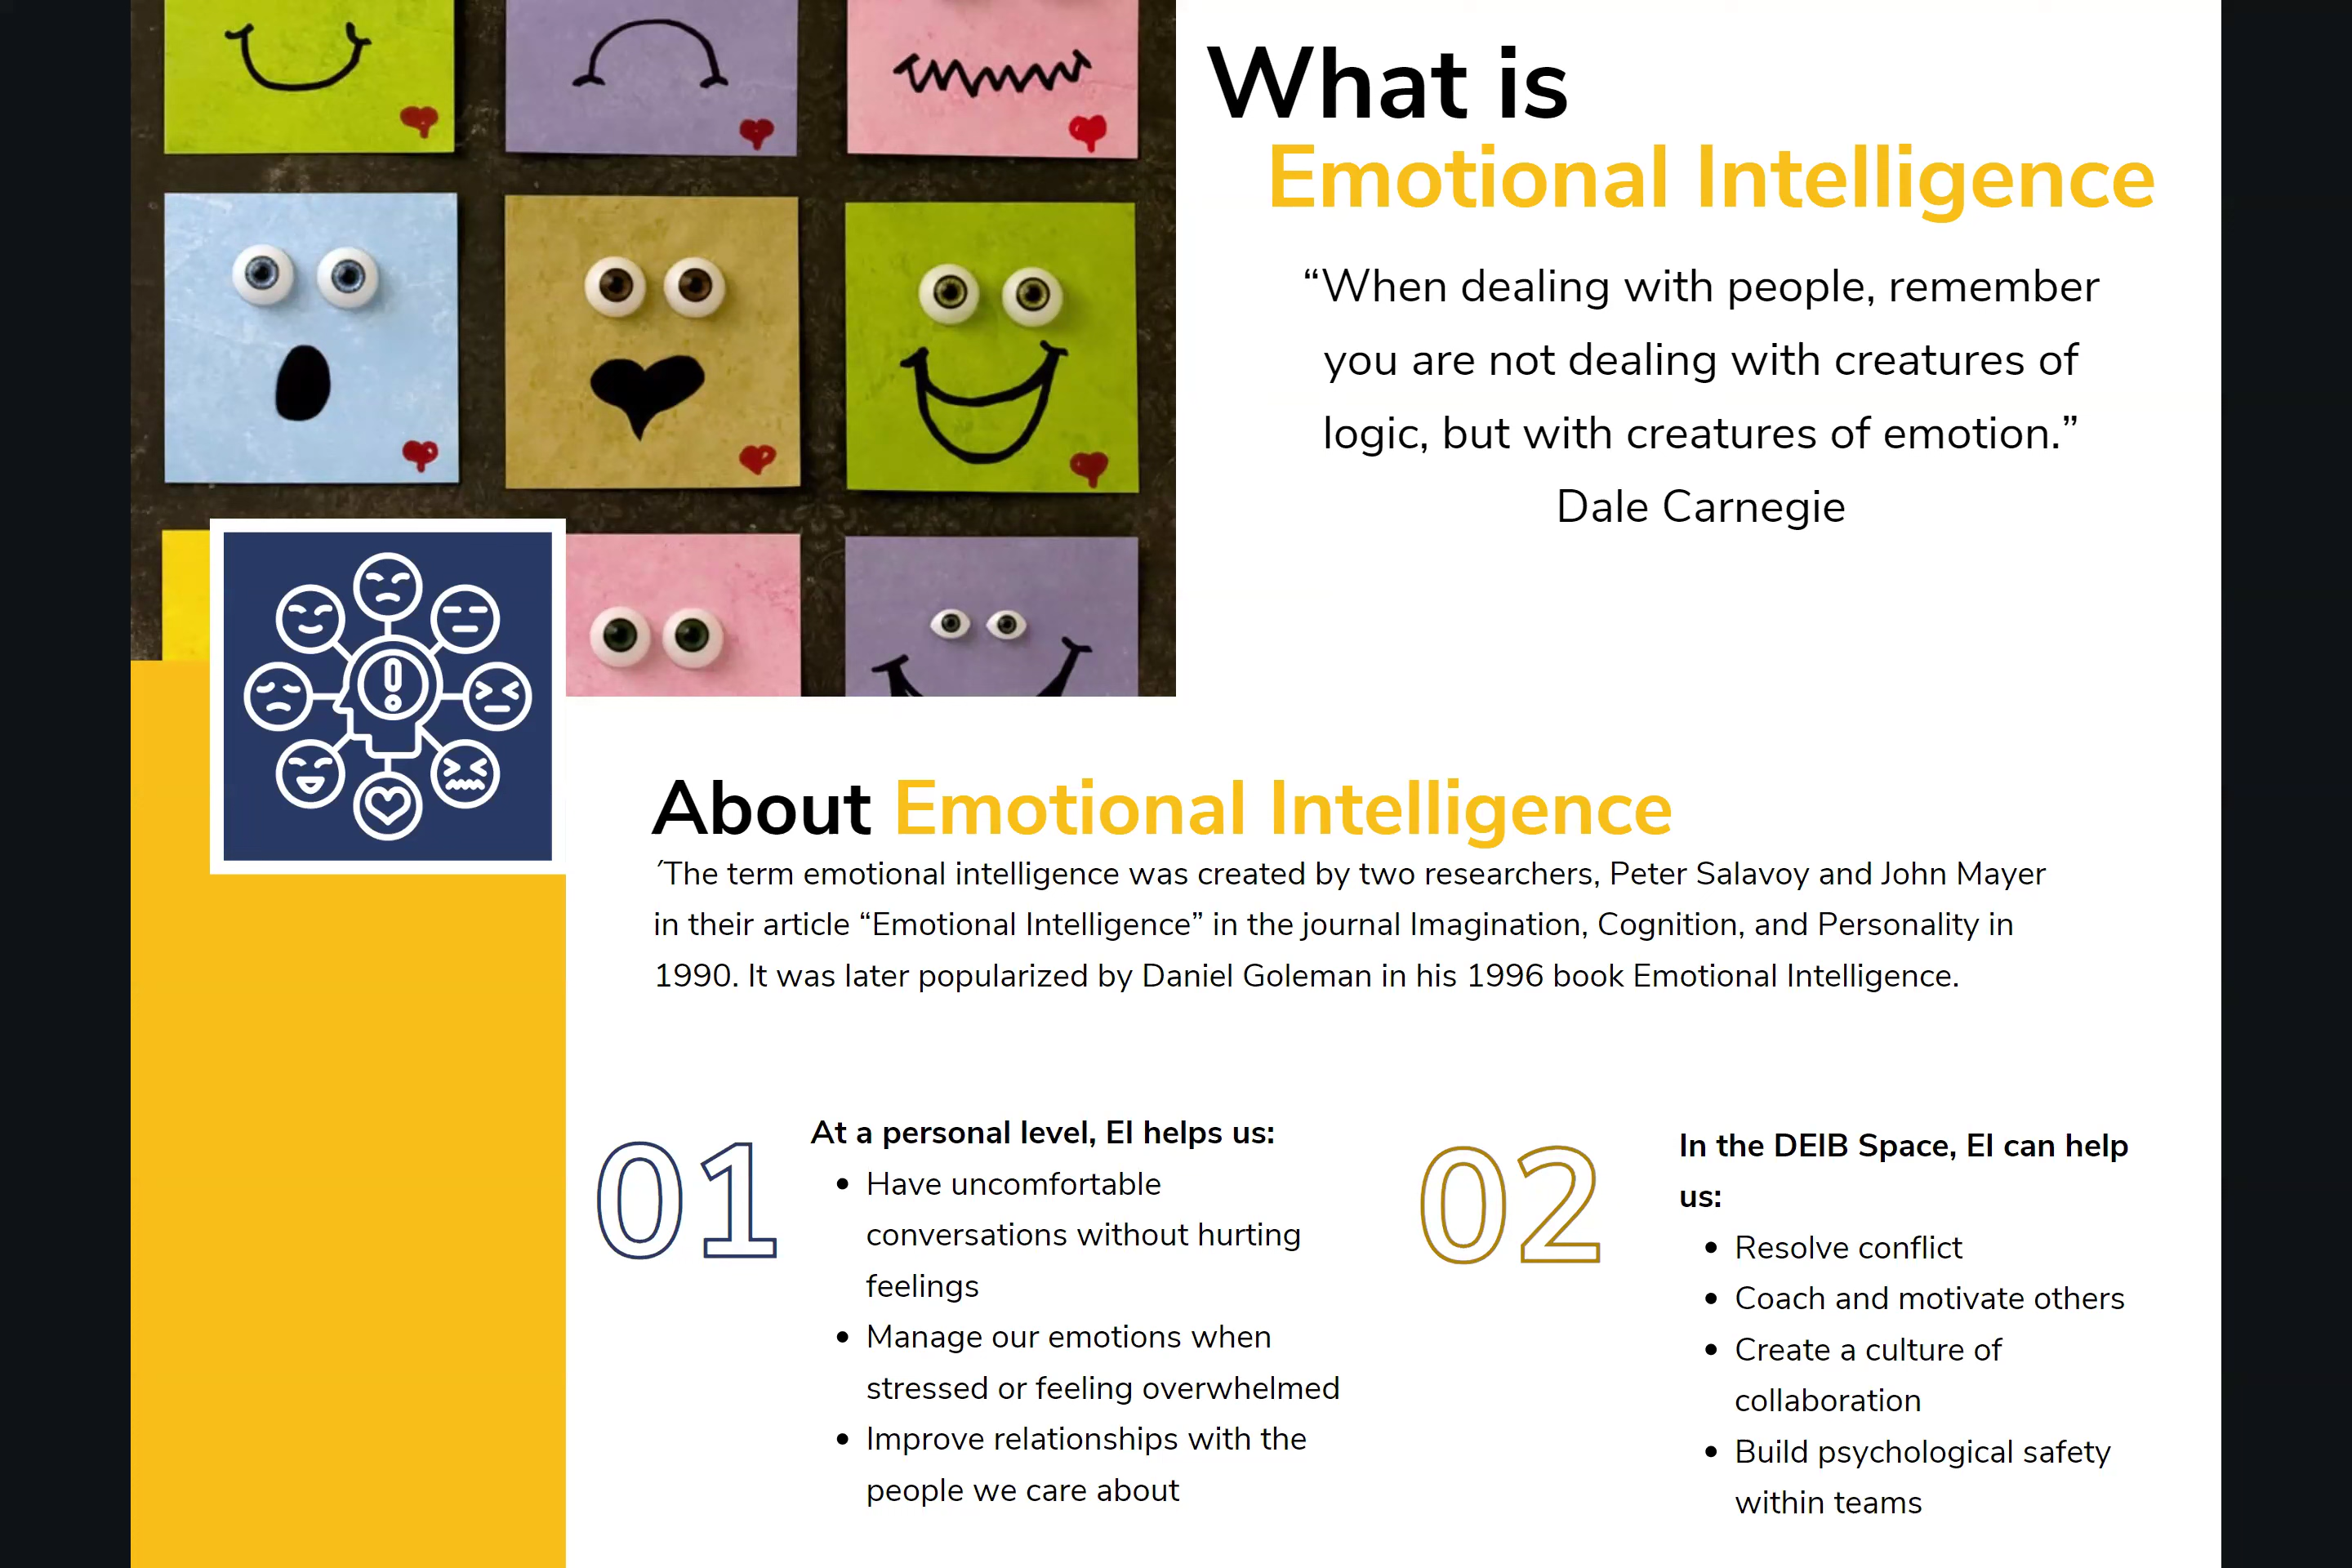 What is
Emotional Intelligence
“When dealing with people, remember
you are not dealing with creatures of
logic, but with creatures of emotion.”
Dale Carnegie
About Emotional Intelligence
´The term emotional intelligence was created by two researchers, Peter Salavoy and John Mayer
in their article “Emotional Intelligence” in the journal Imagination, Cognition, and Personality in
1990. It was later popularized by Daniel Goleman in his 1996 book Emotional Intelligence.
01
At a personal level, EI helps us:
• Have uncomfortable
conversations without hurting
feelings
• Manage our emotions when
stressed or feeling overwhelmed
• Improve relationships with the
people we care about
02
In the DEIB Space, EI can help
us:
• Resolve conflict
• Coach and motivate others
• Create a culture of
collaboration
• Build psychological safety
within teams